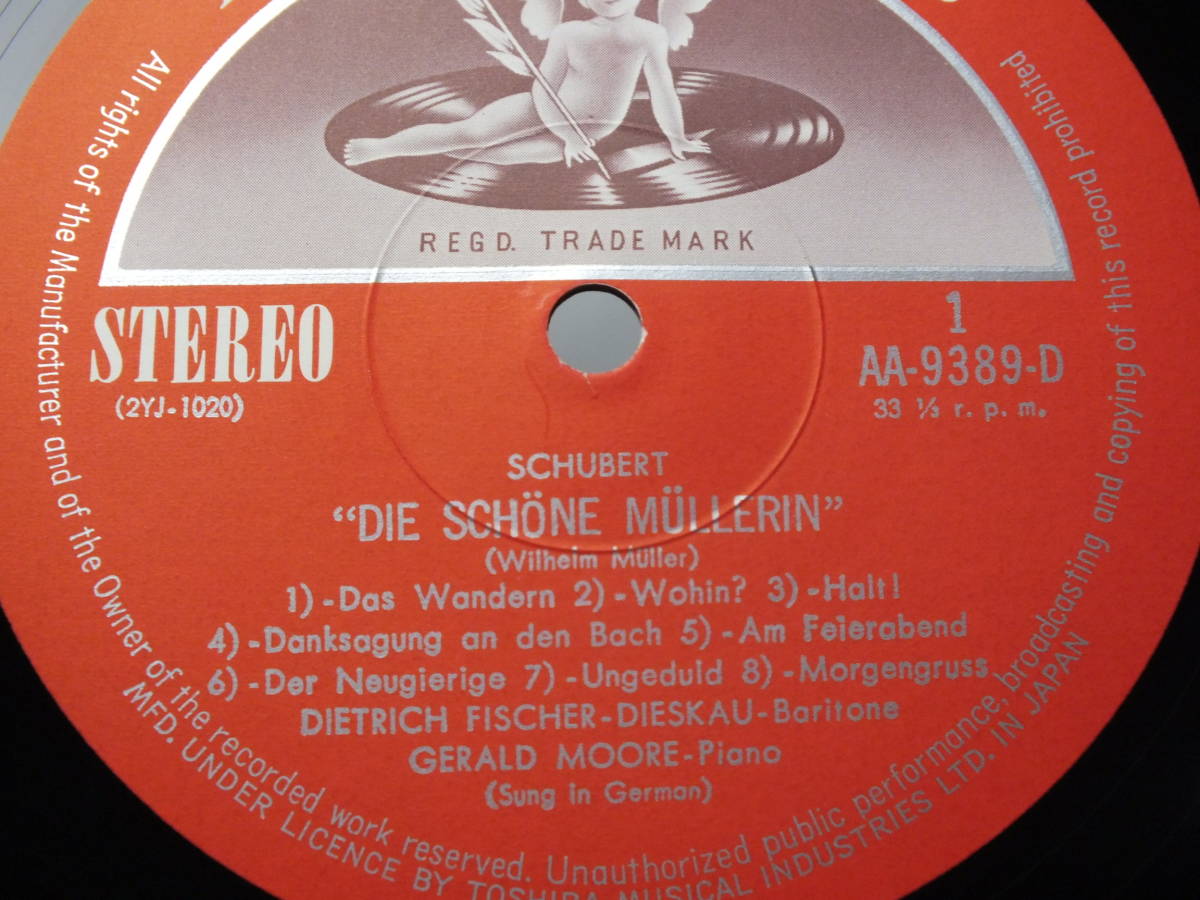 REGD. TRADE MARK
STEREO
(2YJ-1020)
1
AA-9389-D
33 ⅓ r. p. m.
SCHUBERT
“DIE SCHÖNE MÜLLERIN”
(Wilhelm Müller)
1)-Das Wandern 2)-Wohin? 3)-Halt!
4)-Danksagung an den Bach 5)-Am Feierabend
6)-Der Neugierige 7)-Ungeduld 8)-Morgengruss
DIETRICH FISCHER-DIESKAU-Baritone
GERALD MOORE-Piano
(Sung in German)
All rights of the Manufacturer and of the Owner of the recorded work reserved. Unauthorized public performance, broadcasting and copying of this record prohibited
MFD. UNDER LICENCE BY TOSHIBA MUSICAL INDUSTRIES LTD. IN JAPAN